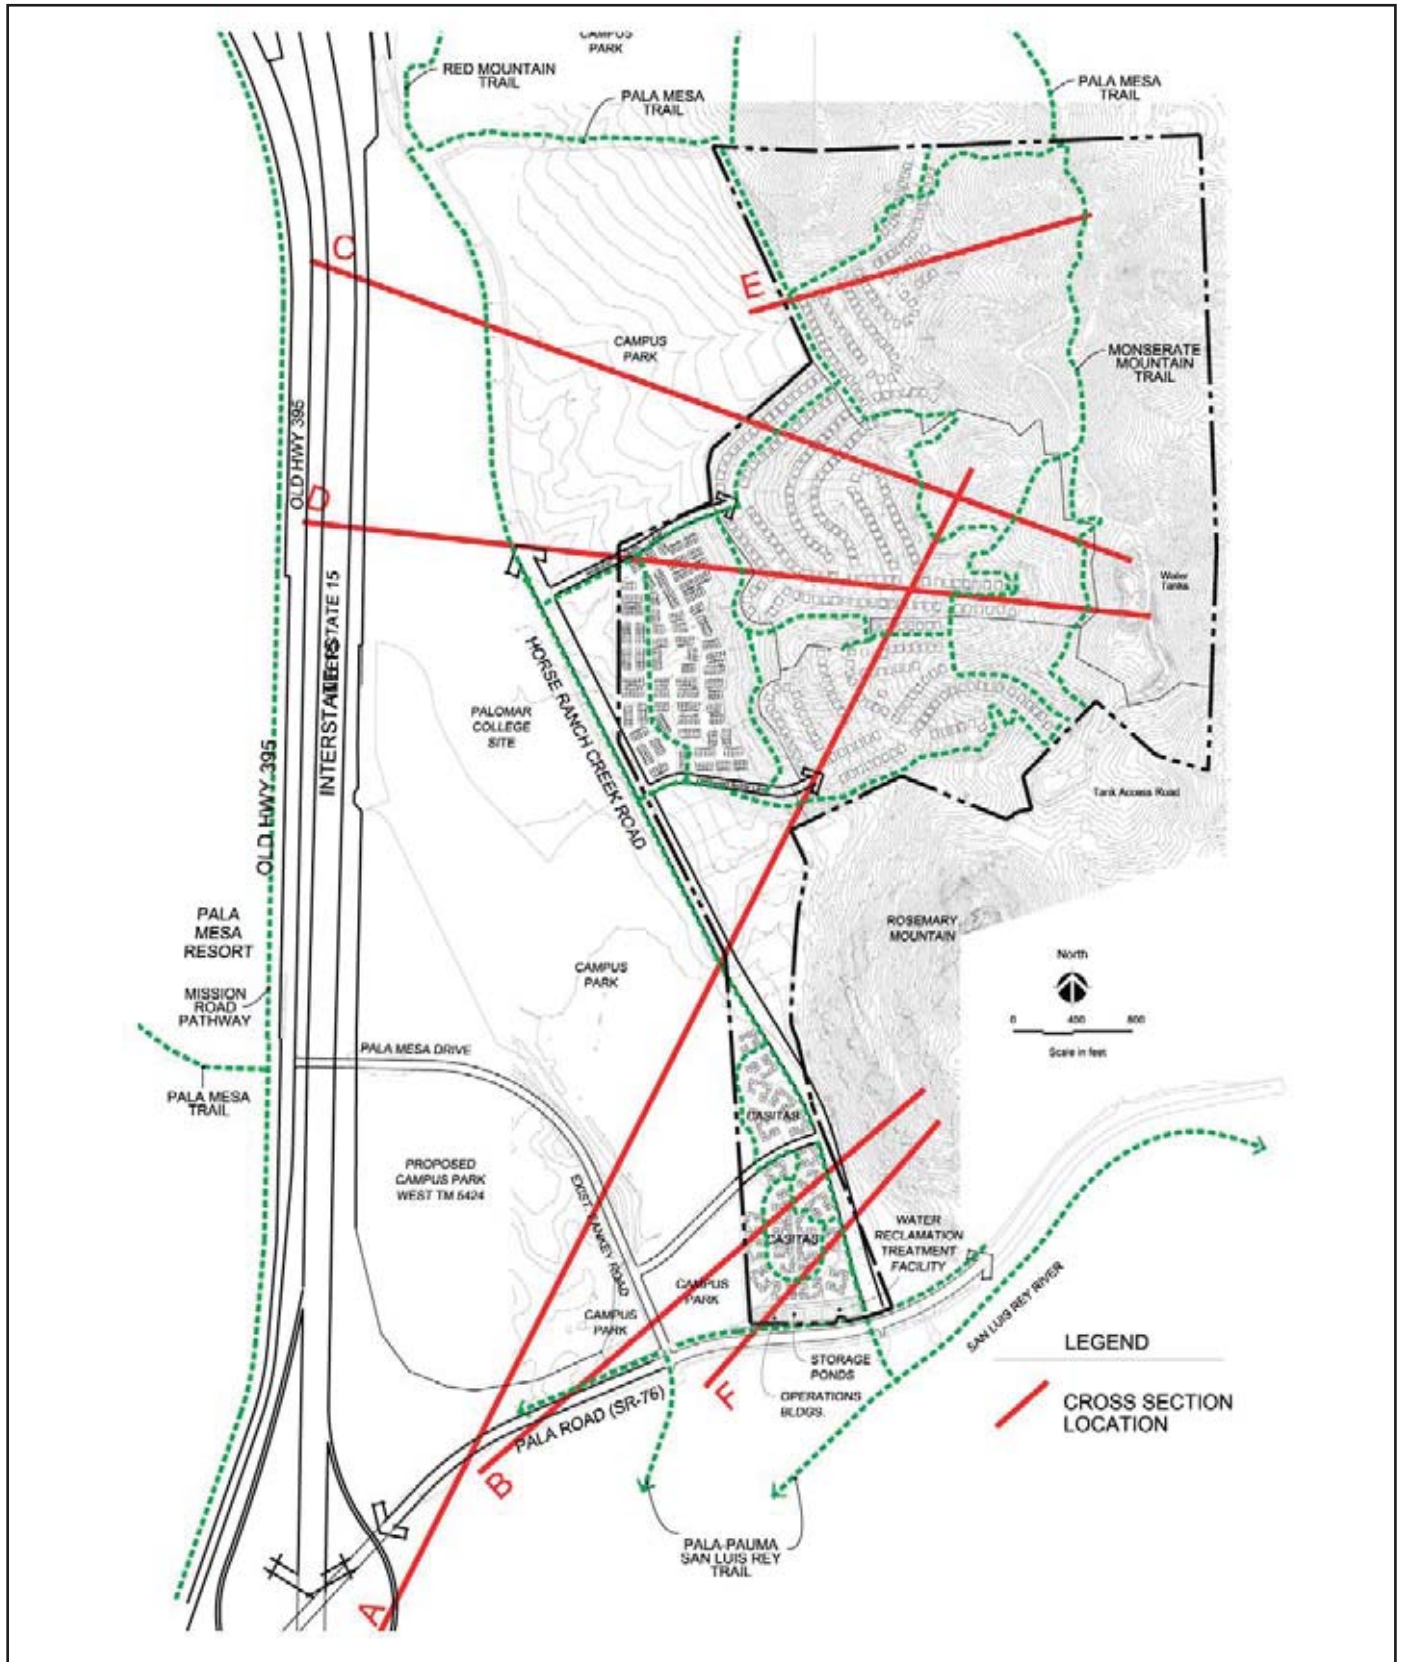 CAMPUS
PARK
RED MOUNTAIN
TRAIL
PALA MESA
TRAIL
PALA MESA
TRAIL
C
E
CAMPUS
PARK
MONSERATE
MOUNTAIN
TRAIL
OLD HWY 395
D
Water
Tanks
INTERSTATE 15
HORSE RANCH CREEK ROAD
PALOMAR
COLLEGE
SITE
OLD HWY 395
Tank Access Road
PALA
MESA
RESORT
ROSEMARY
MOUNTAIN
CAMPUS
PARK
North
MISSION
ROAD
PATHWAY
0 400 800
Scale in feet
PALA MESA DRIVE
PALA MESA
TRAIL
CASITAS
PROPOSED
CAMPUS PARK
WEST TM 5424
EXIST. PANKEY ROAD
CASITAS
WATER
RECLAMATION
TREATMENT
FACILITY
CAMPUS
PARK
CAMPUS
PARK
SAN LUIS REY RIVER
STORAGE
PONDS
OPERATIONS
BLDGS.
F
PALA ROAD (SR-76)
B
A
PALA-PAUMA
SAN LUIS REY
TRAIL
LEGEND
CROSS SECTION
LOCATION